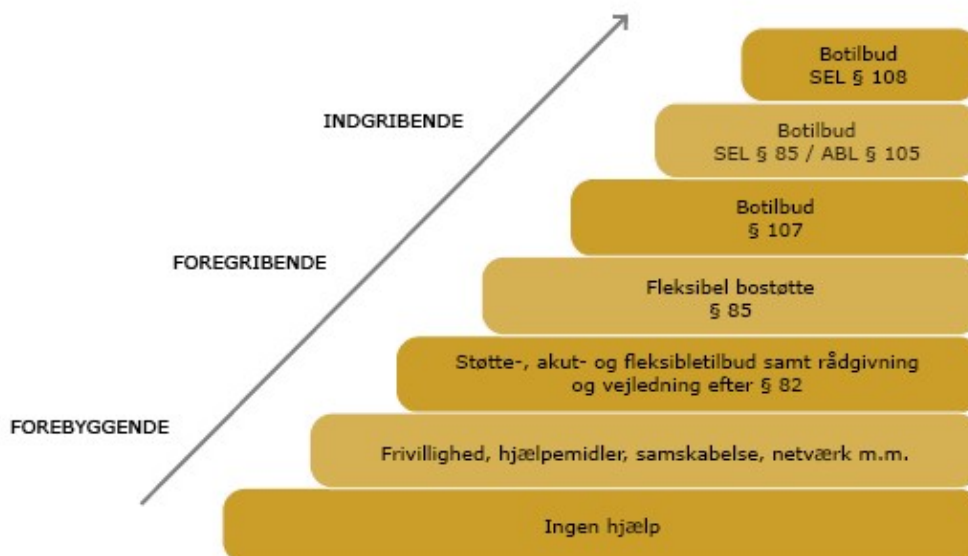 Botilbud
SEL § 108
INDGRIBENDE
Botilbud
SEL § 85 / ABL § 105
Botilbud
§ 107
FOREGRIBENDE
Fleksibel bostøtte
§ 85
Støtte-, akut- og fleksibletilbud samt rådgivning
og vejledning efter § 82
FOREBYGGENDE
Frivillighed, hjælpemidler, samskabelse, netværk m.m.
Ingen hjælp